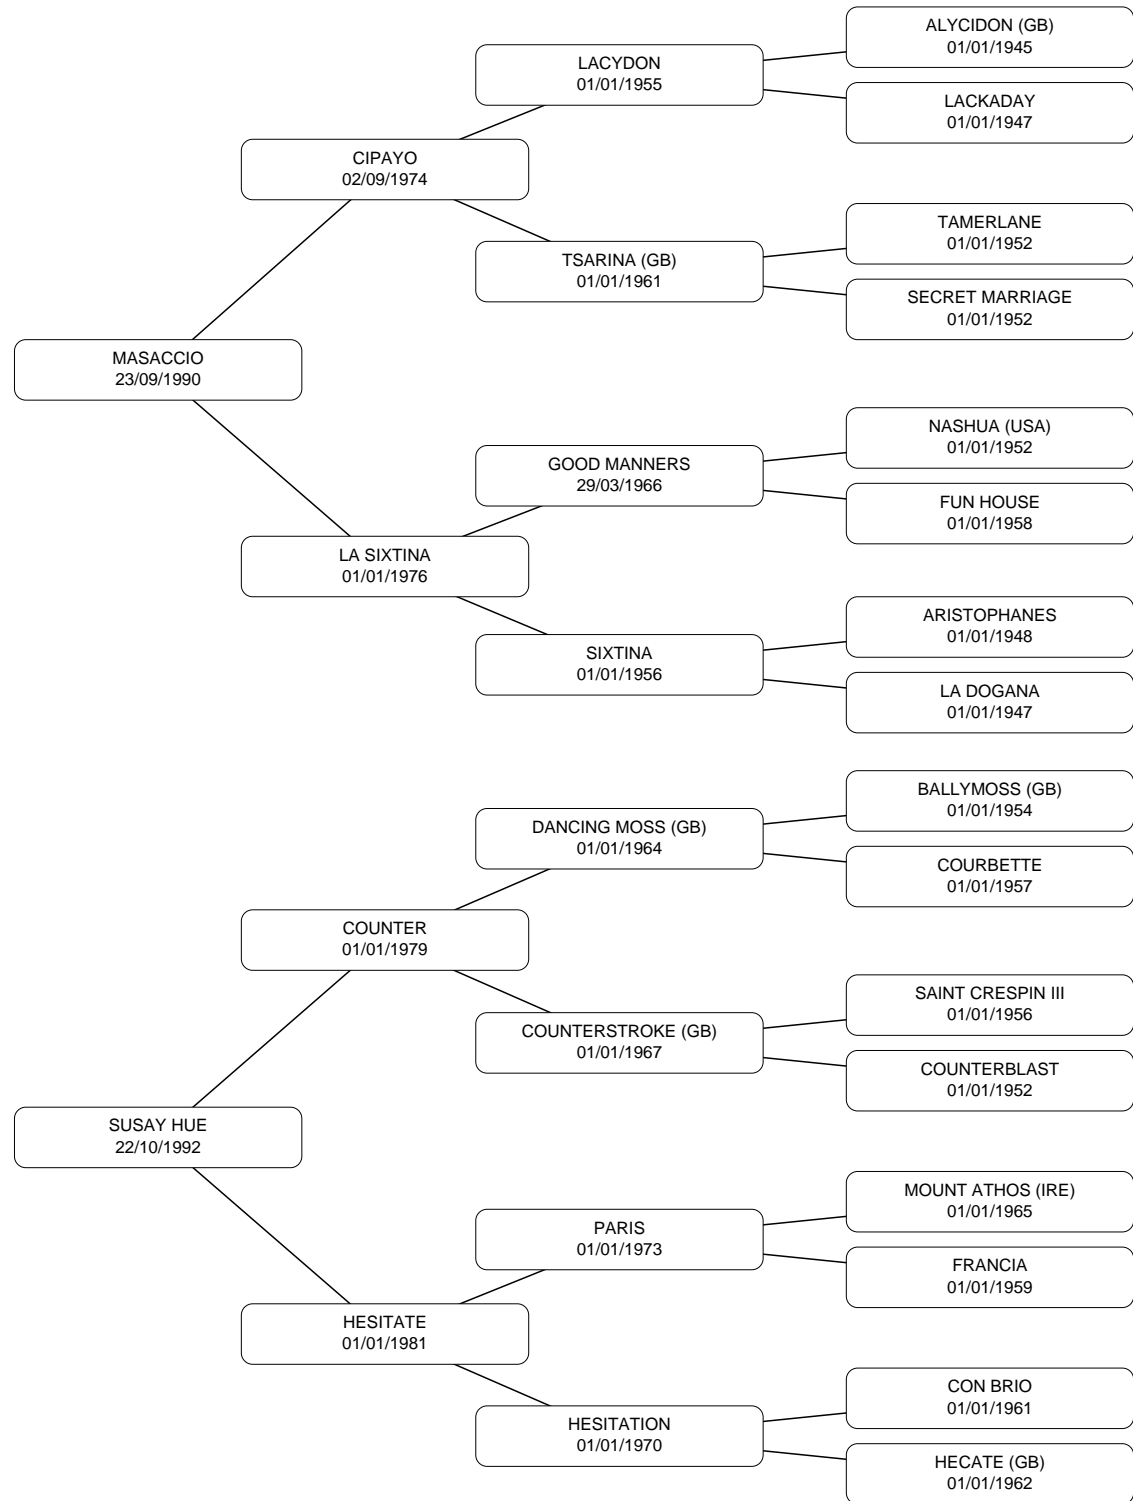 ALYCIDON (GB)
01/01/1945
LACYDON
01/01/1955
LACKADAY
01/01/1947
CIPAYO
02/09/1974
TAMERLANE
01/01/1952
TSARINA (GB)
01/01/1961
SECRET MARRIAGE
01/01/1952
MASACCIO
23/09/1990
NASHUA (USA)
01/01/1952
GOOD MANNERS
29/03/1966
FUN HOUSE
01/01/1958
LA SIXTINA
01/01/1976
ARISTOPHANES
01/01/1948
SIXTINA
01/01/1956
LA DOGANA
01/01/1947
BALLYMOSS (GB)
01/01/1954
DANCING MOSS (GB)
01/01/1964
COURBETTE
01/01/1957
COUNTER
01/01/1979
SAINT CRESPIN III
01/01/1956
COUNTERSTROKE (GB)
01/01/1967
COUNTERBLAST
01/01/1952
SUSAY HUE
22/10/1992
MOUNT ATHOS (IRE)
01/01/1965
PARIS
01/01/1973
FRANCIA
01/01/1959
HESITATE
01/01/1981
CON BRIO
01/01/1961
HESITATION
01/01/1970
HECATE (GB)
01/01/1962